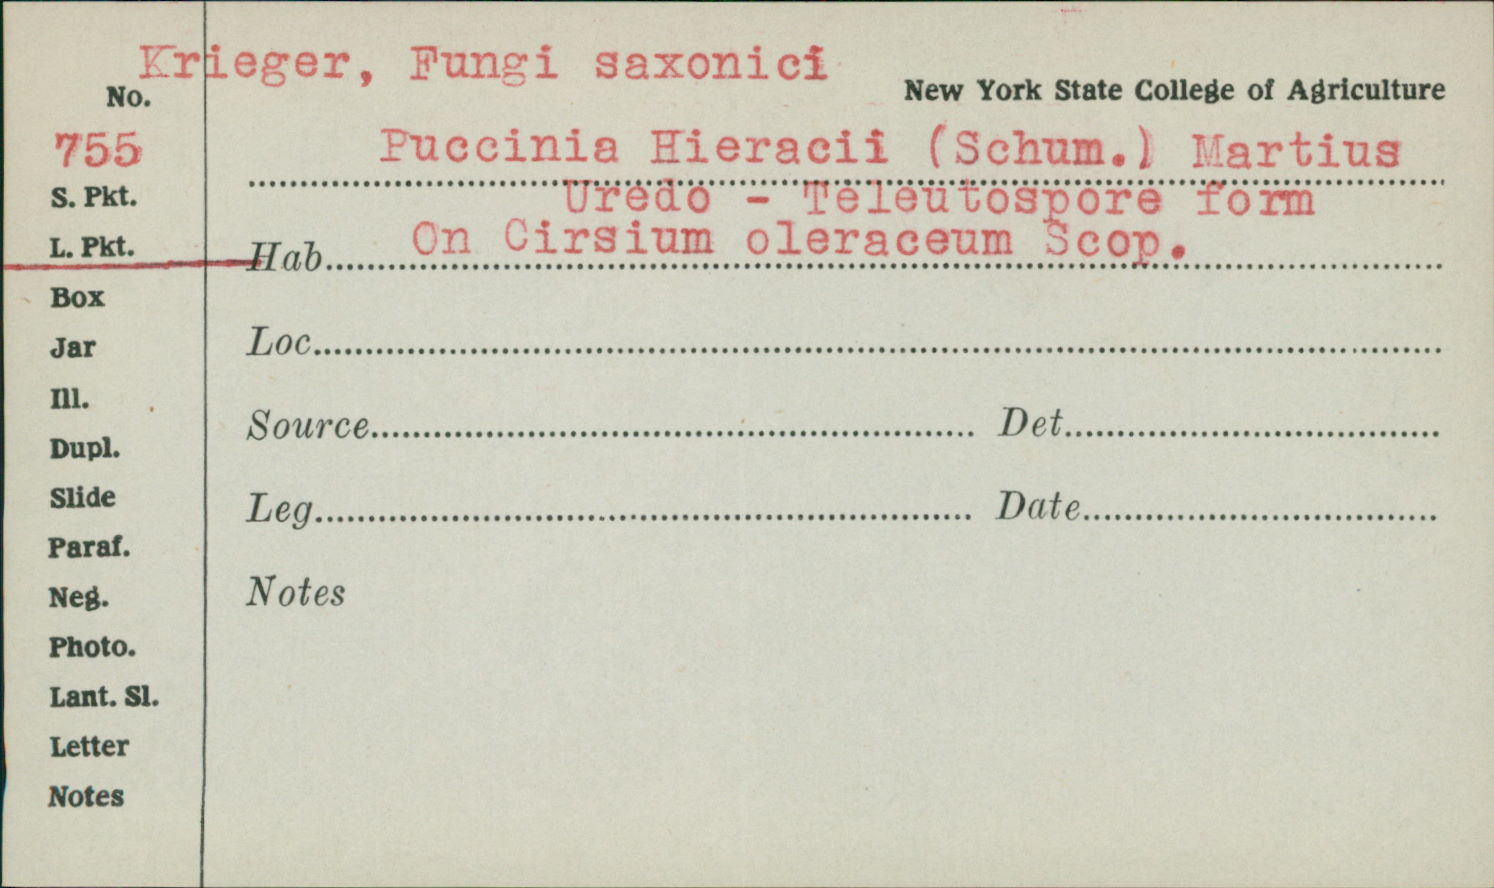 Krieger, Fungi saxonici
No.
New York State College of Agriculture
755
Puccinia Hieracii (Schum.) Martius
S. Pkt.
Uredo - Teleutospore form
L. Pkt.
Hab. On Cirsium oleraceum Scop.
Box
Jar
Loc.
Ill.
Source Det.
Dupl.
Slide
Leg. Date
Paraf.
Neg.
Notes
Photo.
Lant. Sl.
Letter
Notes